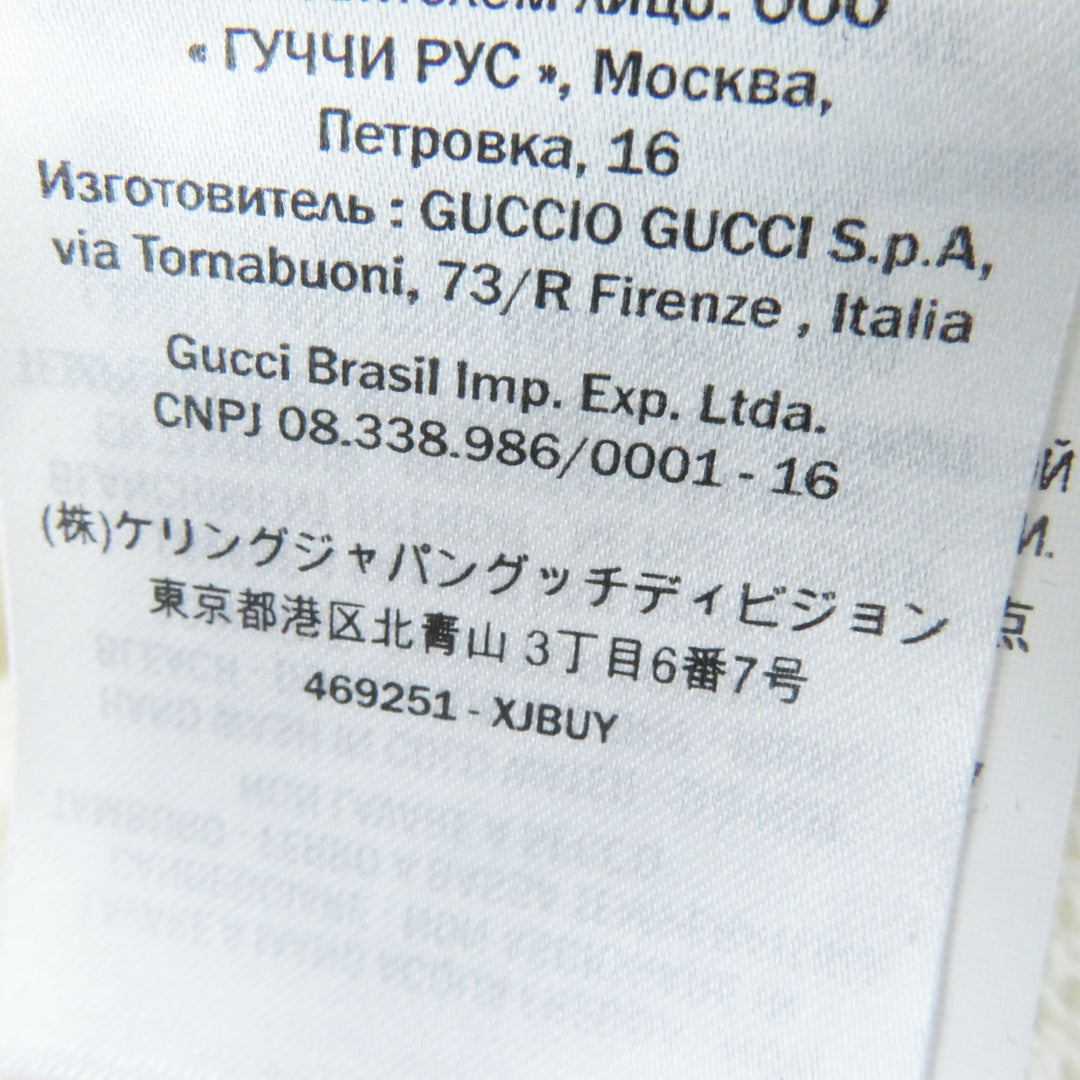 лицо: ООО
« ГУЧЧИ РУС », Москва,
Петровка, 16
Изготовитель : GUCCIO GUCCI S.p.A,
via Tornabuoni, 73/R Firenze , Italia
Gucci Brasil Imp. Exp. Ltda.
CNPJ 08.338.986/0001 - 16
(株)ケリングジャパングッチディビジョン
東京都港区北青山 3丁目6番7号
469251 - XJBUY